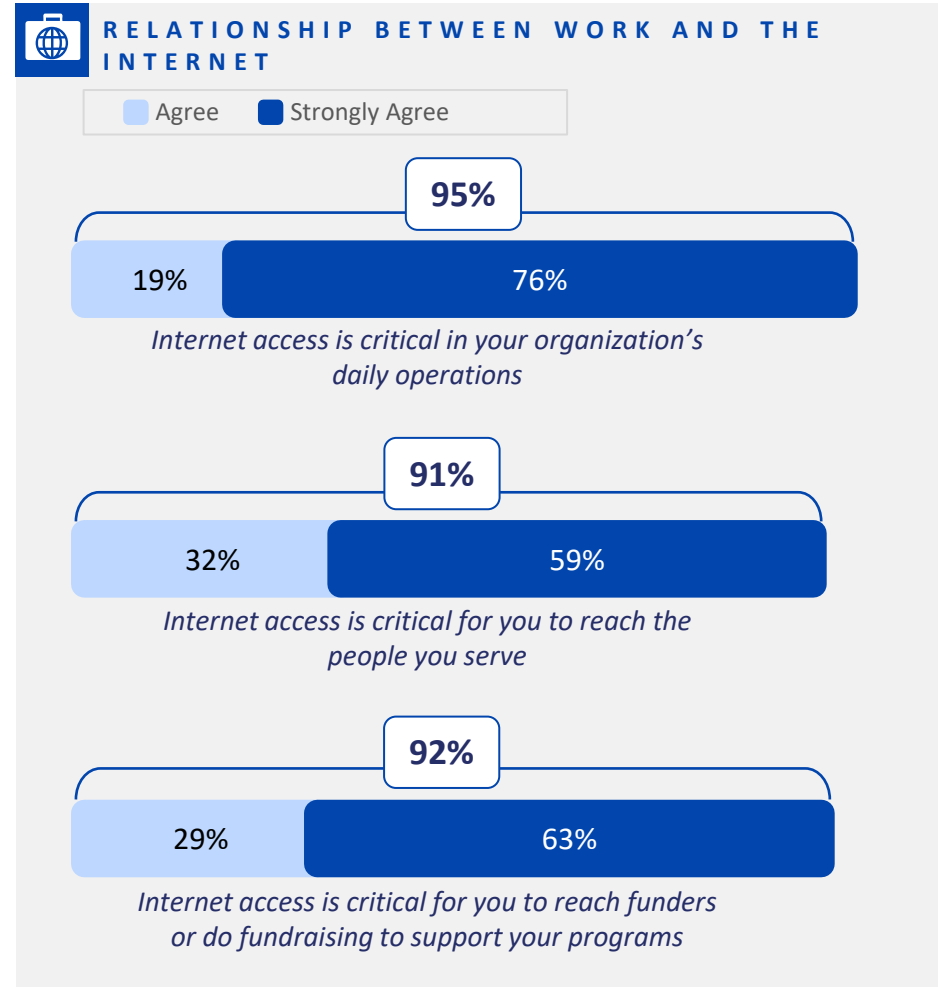 RELATIONSHIP BETWEEN WORK AND THE
INTERNET
Agree Strongly Agree
95%
19% 76%
Internet access is critical in your organization’s
daily operations
91%
32% 59%
Internet access is critical for you to reach the
people you serve
92%
29% 63%
Internet access is critical for you to reach funders
or do fundraising to support your programs